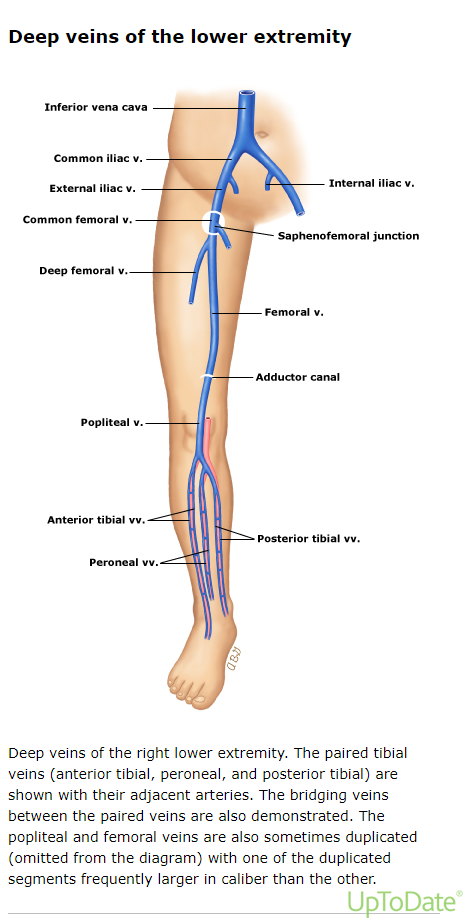 Deep veins of the lower extremity
Inferior vena cava
Common iliac v.
External iliac v.
Internal iliac v.
Common femoral v.
Saphenofemoral junction
Deep femoral v.
Femoral v.
Adductor canal
Popliteal v.
Anterior tibial vv.
Posterior tibial vv.
Peroneal vv.
Deep veins of the right lower extremity. The paired tibial
veins (anterior tibial, peroneal, and posterior tibial) are
shown with their adjacent arteries. The bridging veins
between the paired veins are also demonstrated. The
popliteal and femoral veins are also sometimes duplicated
(omitted from the diagram) with one of the duplicated
segments frequently larger in caliber than the other.
UpToDate®